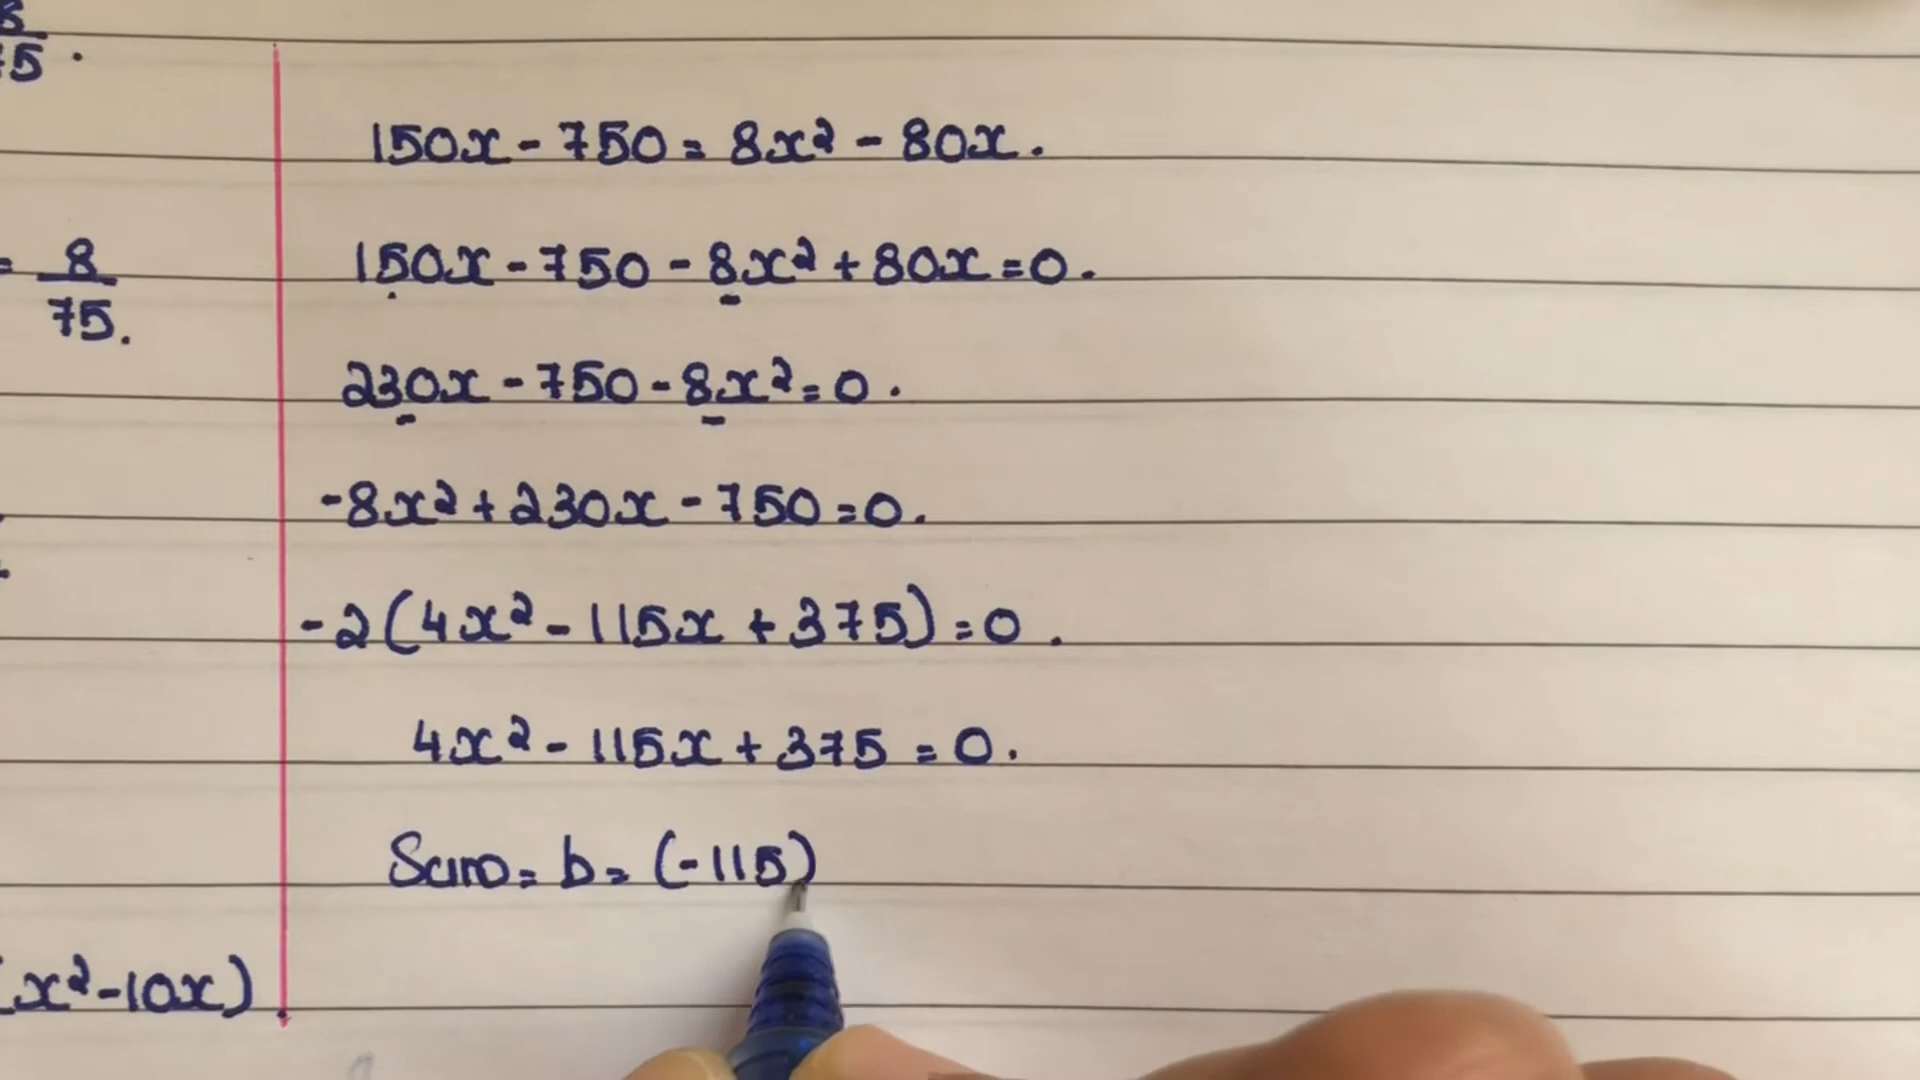 75.
= 8
75.
(x²-10x)
150x - 750 = 8x² - 80x.
150x - 750 - 8x² + 80x = 0.
230x - 750 - 8x² = 0.
-8x² + 230x - 750 = 0.
-2(4x² - 115x + 375) = 0.
4x² - 115x + 375 = 0.
Sum = b = (-115)